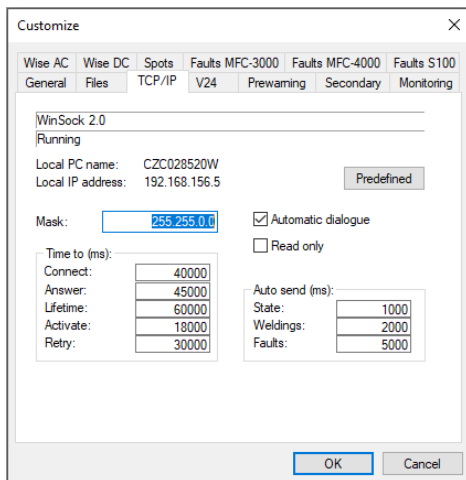 Customize
Wise AC Wise DC Spots Faults MFC-3000 Faults MFC-4000 Faults S100
General Files TCP/IP V24 Prewarning Secondary Monitoring
WinSock 2.0
Running
Local PC name: CZC028520W
Local IP address: 192.168.156.5
Predefined
Mask: 255.255.0.0
Automatic dialogue
Read only
Time to (ms):
Connect: 40000
Answer: 45000
Lifetime: 60000
Activate: 18000
Retry: 30000
Auto send (ms):
State: 1000
Weldings: 2000
Faults: 5000
OK Cancel